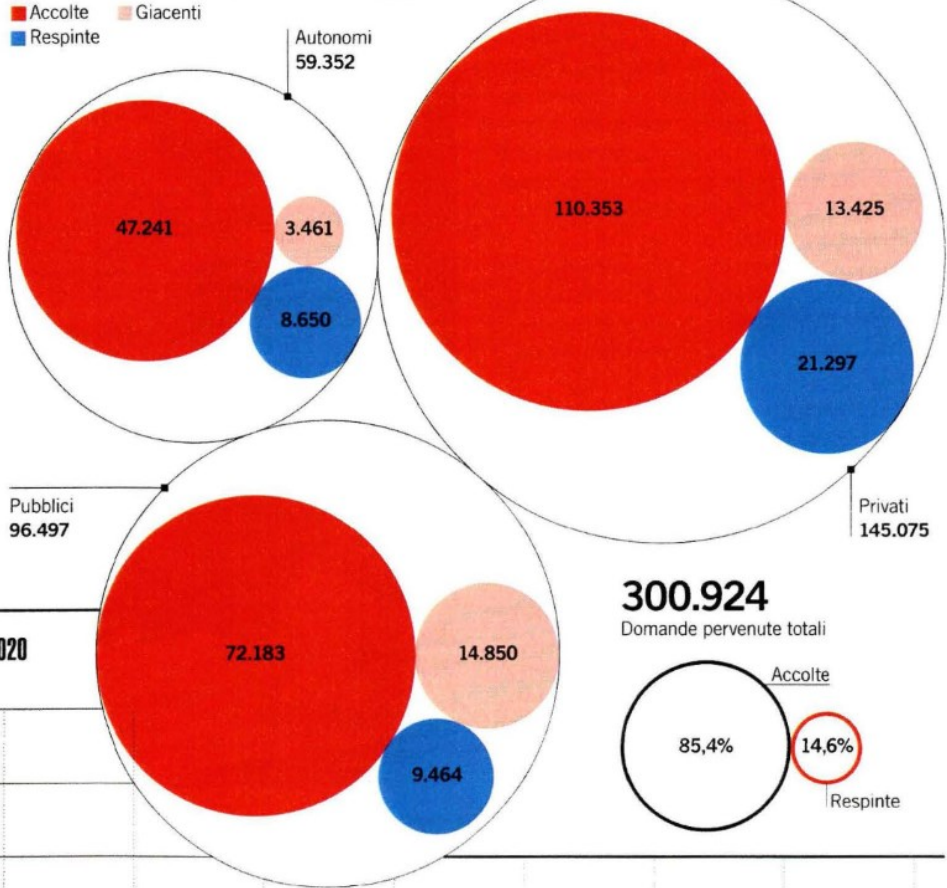 Accolte
Giacenti
Respinte
Autonomi
59.352
47.241
3.461
8.650
110.353
13.425
21.297
Privati
145.075
Pubblici
96.497
72.183
14.850
9.464
300.924
Domande pervenute totali
Accolte
85,4%
14,6%
Respinte